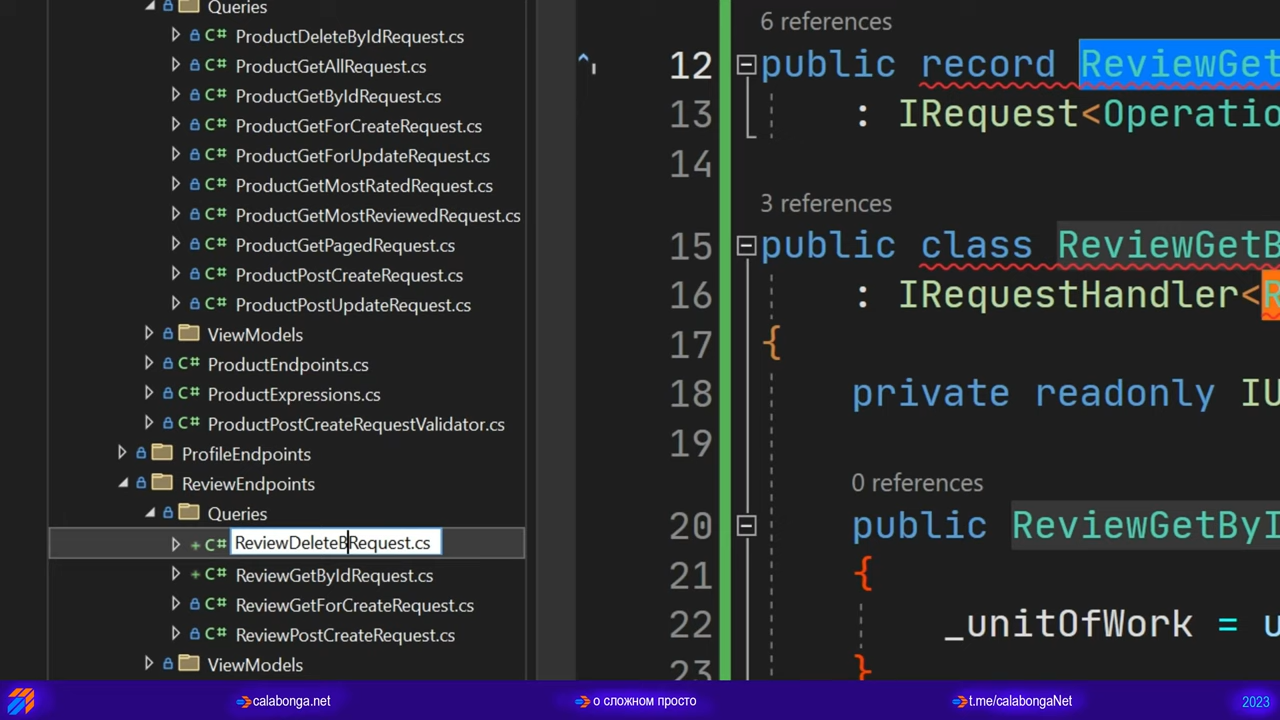 Queries
ProductDeleteByIdRequest.cs
ProductGetAllRequest.cs
ProductGetByIdRequest.cs
ProductGetForCreateRequest.cs
ProductGetForUpdateRequest.cs
ProductGetMostRatedRequest.cs
ProductGetMostReviewedRequest.cs
ProductGetPagedRequest.cs
ProductPostCreateRequest.cs
ProductPostUpdateRequest.cs
ViewModels
ProductEndpoints.cs
ProductExpressions.cs
ProductPostCreateRequestValidator.cs
ProfileEndpoints
ReviewEndpoints
Queries
ReviewDeleteBRequest.cs
ReviewGetByIdRequest.cs
ReviewGetForCreateRequest.cs
ReviewPostCreateRequest.cs
ViewModels
6 references
12 public record ReviewGet
13 : IRequest<Operatio
14
3 references
15 public class ReviewGetB
16 : IRequestHandler<R
17 {
18 private readonly IU
19
0 references
20 public ReviewGetByI
21 {
22 _unitOfWork = u
23 }
calabonga.net
о сложном просто
t.me/calabongaNet
2023